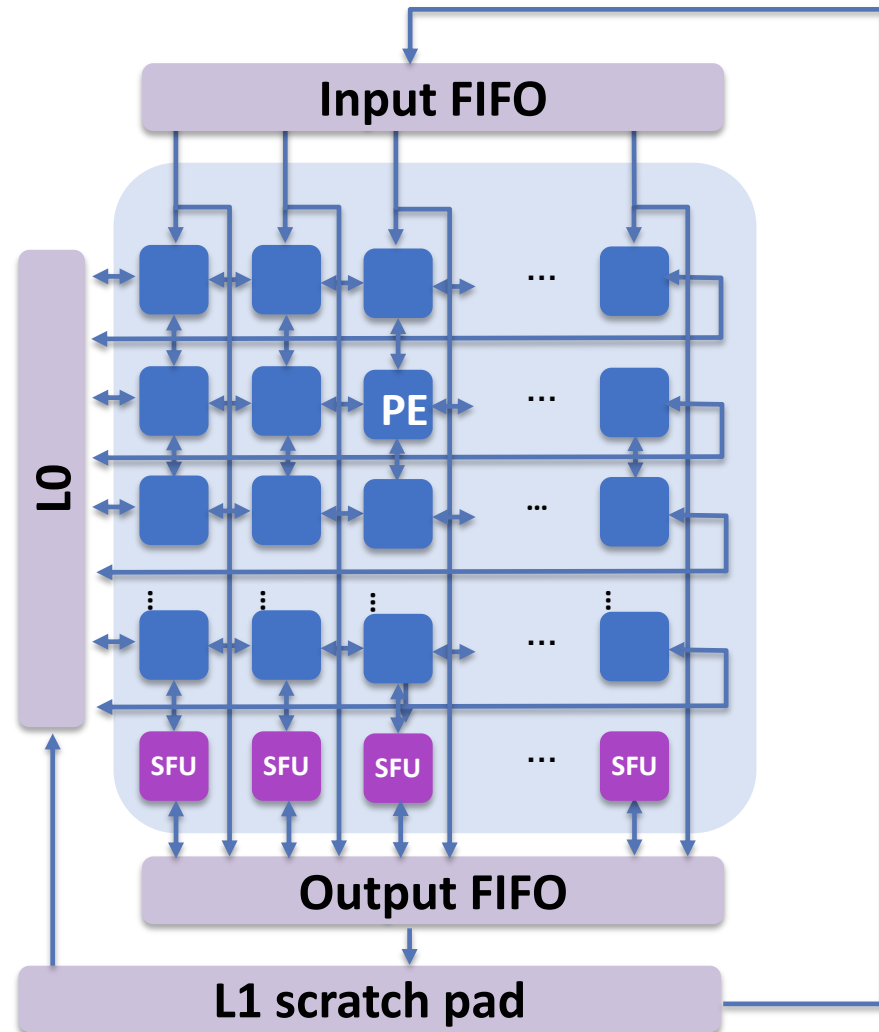 Input FIFO
...
L0
PE
...
...
...
SFU SFU SFU ... SFU
Output FIFO
L1 scratch pad